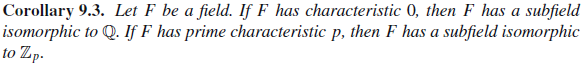 Corollary 9.3. Let F be a field. If F has characteristic 0, then F has a subfield
isomorphic to ℚ. If F has prime characteristic p, then F has a subfield isomorphic
to ℤₚ.